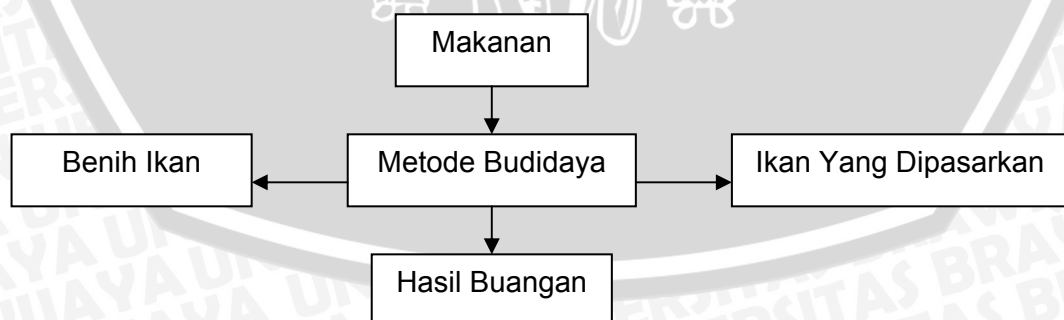 Makanan
Benih Ikan
Metode Budidaya
Ikan Yang Dipasarkan
Hasil Buangan